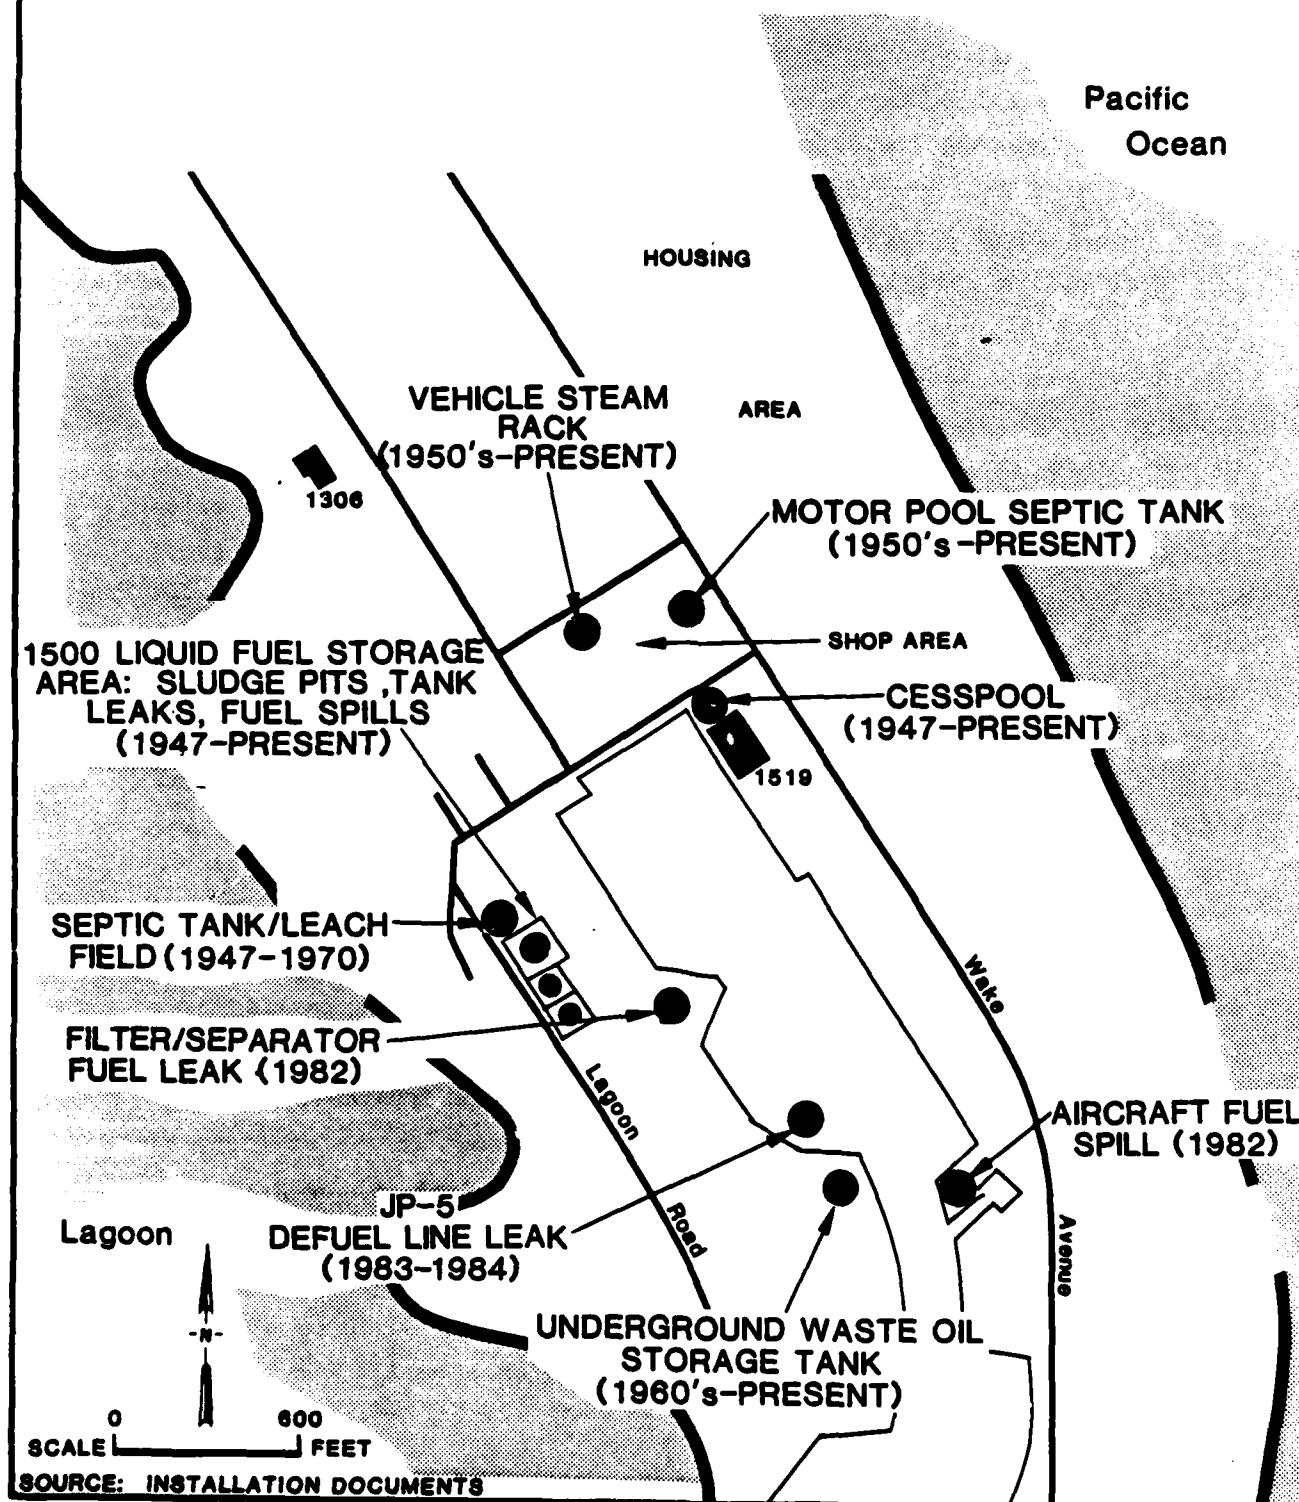 Pacific
Ocean
HOUSING
AREA
VEHICLE STEAM
RACK
(1950's-PRESENT)
1306
MOTOR POOL SEPTIC TANK
(1950's-PRESENT)
SHOP AREA
1500 LIQUID FUEL STORAGE
AREA: SLUDGE PITS ,TANK
LEAKS, FUEL SPILLS
(1947-PRESENT)
CESSPOOL
(1947-PRESENT)
1519
SEPTIC TANK/LEACH
FIELD (1947-1970)
Wake
FILTER/SEPARATOR
FUEL LEAK (1982)
Lagoon
AIRCRAFT FUEL
SPILL (1982)
JP-5
DEFUEL LINE LEAK
(1983-1984)
Road
Avenue
Lagoon
UNDERGROUND WASTE OIL
STORAGE TANK
(1960's-PRESENT)
-N-
0 600
SCALE FEET
SOURCE: INSTALLATION DOCUMENTS